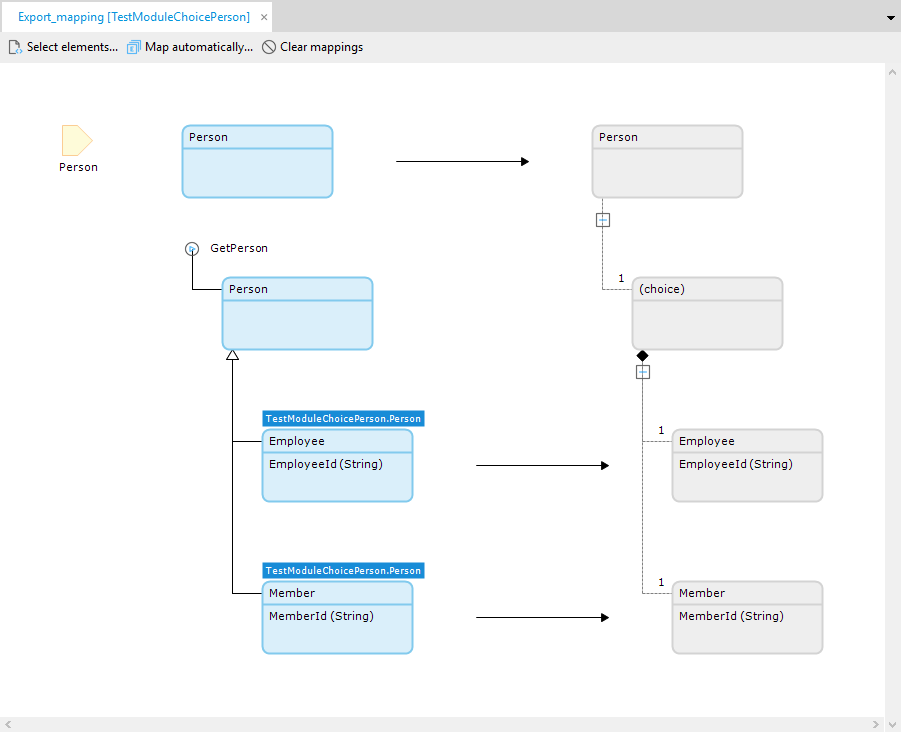 Export_mapping [TestModuleChoicePerson] ×
Select elements... Map automatically... Clear mappings
Person
Person
Person
GetPerson
1
Person
(choice)
TestModuleChoicePerson.Person
1
Employee
Employee
EmployeeId (String)
EmployeeId (String)
TestModuleChoicePerson.Person
1
Member
Member
MemberId (String)
MemberId (String)